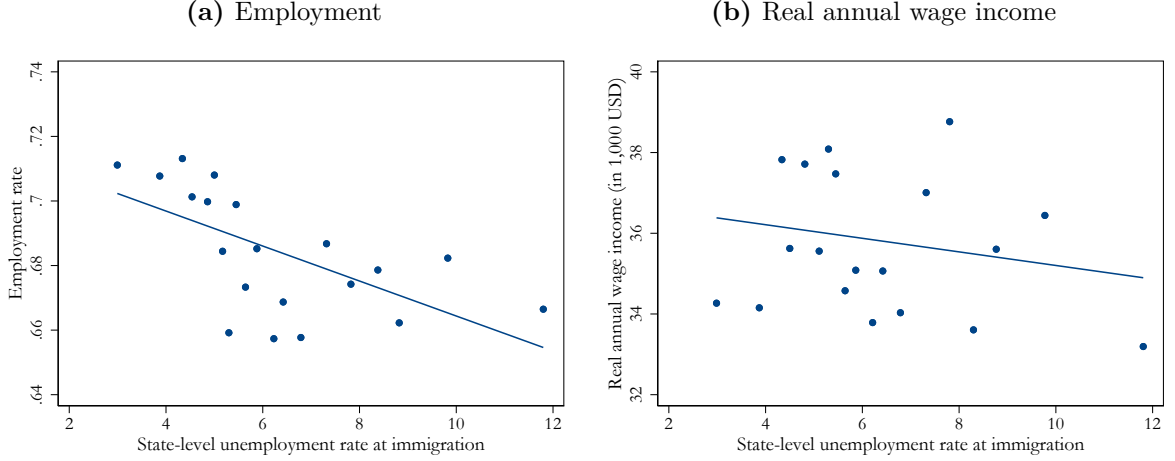 (a) Employment
Employment rate
.74
.72
.7
.68
.66
.64
2 4 6 8 10 12
State-level unemployment rate at immigration
(b) Real annual wage income
Real annual wage income (in 1,000 USD)
40
38
36
34
32
2 4 6 8 10 12
State-level unemployment rate at immigration